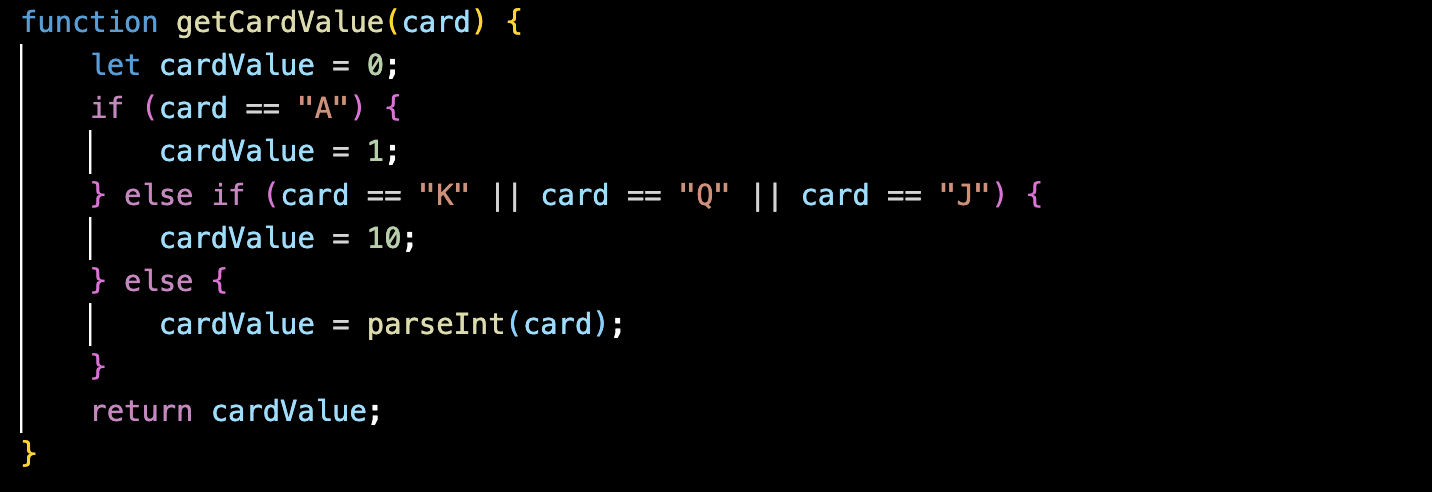 function getCardValue(card) {
    let cardValue = 0;
    if (card == "A") {
        cardValue = 1;
    } else if (card == "K" || card == "Q" || card == "J") {
        cardValue = 10;
    } else {
        cardValue = parseInt(card);
    }
    return cardValue;
}